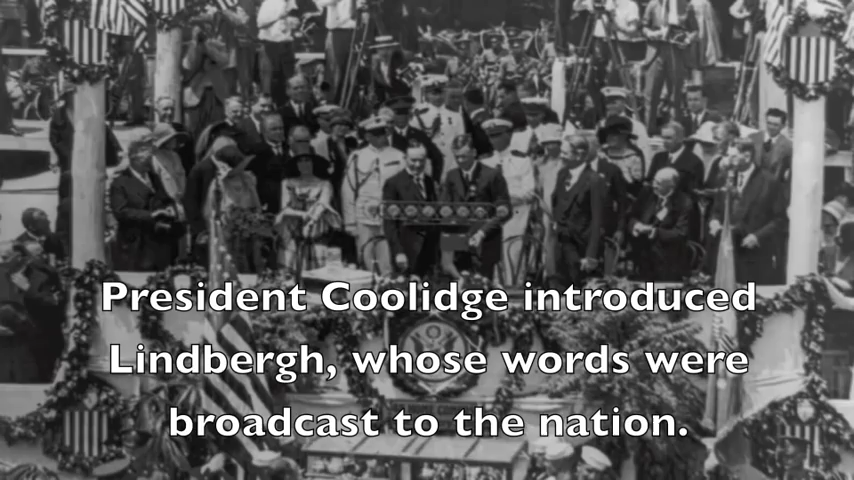 President Coolidge introduced
Lindbergh, whose words were
broadcast to the nation.